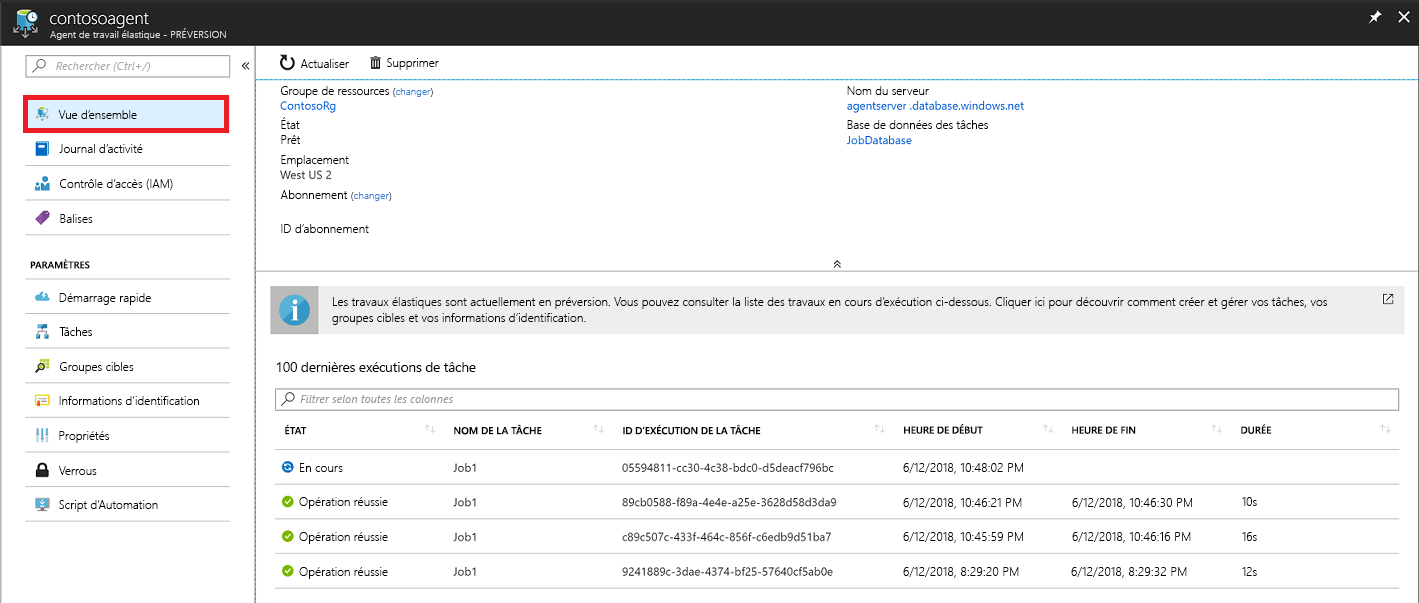 contosoagent
Agent de travail élastique - PRÉVERSION
Rechercher (Ctrl+/)
«
Vue d'ensemble
Journal d'activité
Contrôle d'accès (IAM)
Balises
PARAMÈTRES
Démarrage rapide
Tâches
Groupes cibles
Informations d'identification
Propriétés
Verrous
Script d'Automation
Actualiser
Supprimer
Groupe de ressources (changer)
ContosoRg
État
Prêt
Emplacement
West US 2
Abonnement (changer)
ID d'abonnement
Nom du serveur
agentserver .database.windows.net
Base de données des tâches
JobDatabase
Les travaux élastiques sont actuellement en préversion. Vous pouvez consulter la liste des travaux en cours d'exécution ci-dessous. Cliquer ici pour découvrir comment créer et gérer vos tâches, vos
groupes cibles et vos informations d'identification.
100 dernières exécutions de tâche
Filtrer selon toutes les colonnes
ÉTAT NOM DE LA TÂCHE ID D'EXÉCUTION DE LA TÂCHE HEURE DE DÉBUT HEURE DE FIN DURÉE
En cours Job1 05594811-cc30-4c38-bdc0-d5deacf796bc 6/12/2018, 10:48:02 PM
Opération réussie Job1 89cb0588-f89a-4e4e-a25e-3628d58d3da9 6/12/2018, 10:46:21 PM 6/12/2018, 10:46:30 PM 10s
Opération réussie Job1 c89c507c-433f-464c-856f-c6edb9d51ba7 6/12/2018, 10:45:59 PM 6/12/2018, 10:46:16 PM 16s
Opération réussie Job1 9241889c-3dae-4374-bf25-57640cf5ab0e 6/12/2018, 8:29:20 PM 6/12/2018, 8:29:32 PM 12s